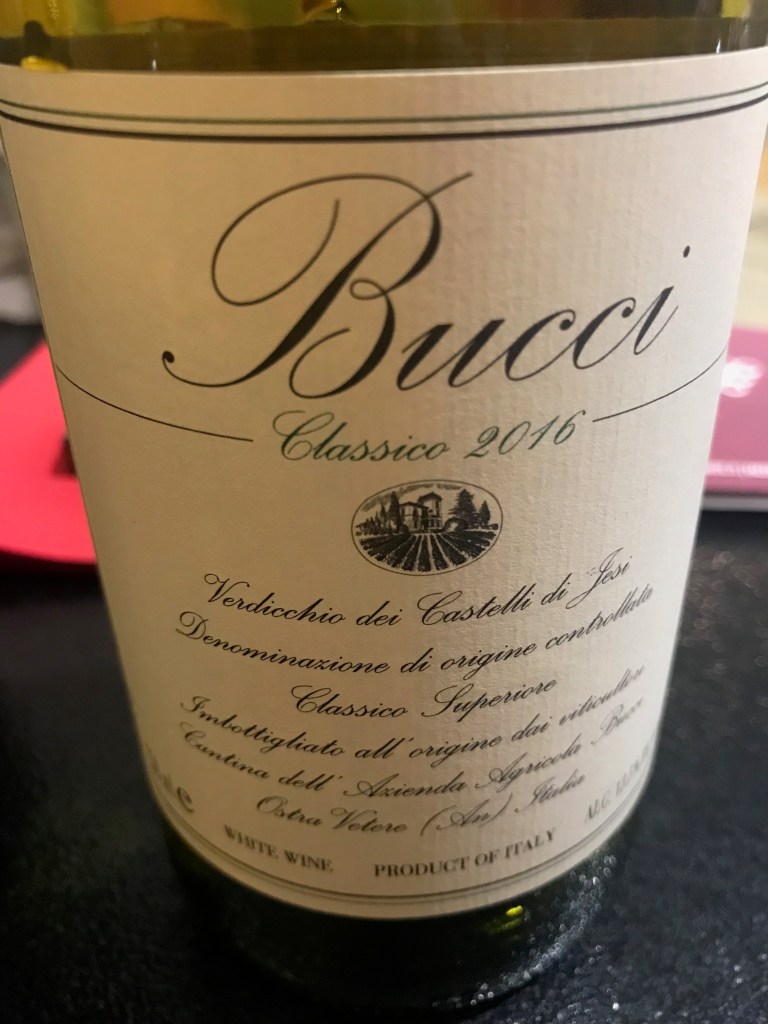 Bucci
Classico 2016
Verdicchio dei Castelli di Jesi
Denominazione di origine controllata
Classico Superiore
Imbottigliato all'origine dai viticultori
Cantina dell' Azienda Agricola Bucci
Ostra Vetere (An) Italia
WHITE WINE PRODUCT OF ITALY ALC.